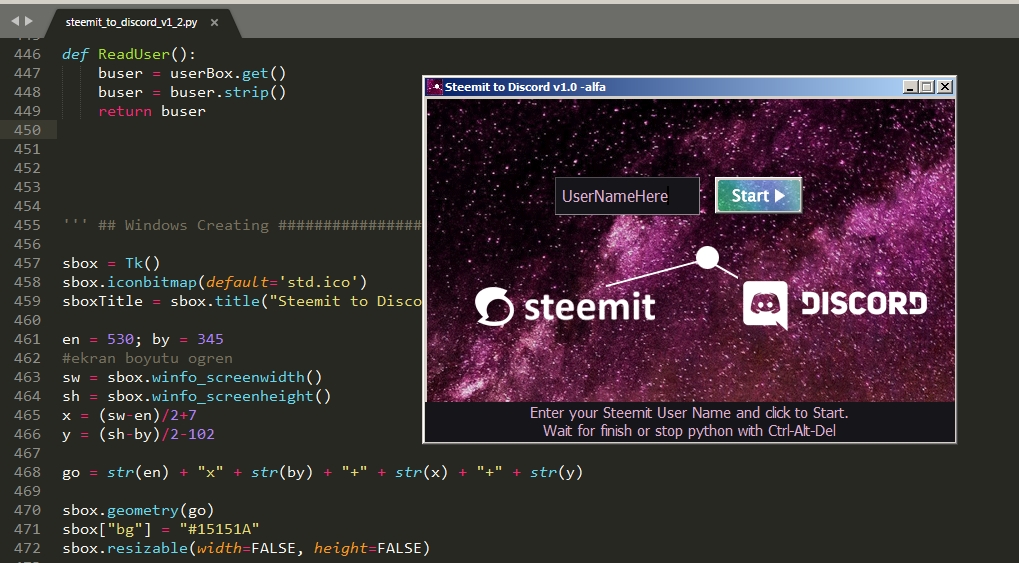 steemit_to_discord_v1_2.py ×
446 def ReadUser():
447 buser = userBox.get()
448 buser = buser.strip()
449 return buser
450
451
452
453
454
455 ''' ## Windows Creating ################
456
457 sbox = Tk()
458 sbox.iconbitmap(default='std.ico')
459 sboxTitle = sbox.title("Steemit to Disco
460
461 en = 530; by = 345
462 #ekran boyutu ogren
463 sw = sbox.winfo_screenwidth()
464 sh = sbox.winfo_screenheight()
465 x = (sw-en)/2+7
466 y = (sh-by)/2-102
467
468 go = str(en) + "x" + str(by) + "+" + str(x) + "+" + str(y)
469
470 sbox.geometry(go)
471 sbox["bg"] = "#15151A"
472 sbox.resizable(width=FALSE, height=FALSE)
Steemit to Discord v1.0 -alfa
UserNameHere Start
steemit DISCORD
Enter your Steemit User Name and click to Start.
Wait for finish or stop python with Ctrl-Alt-Del